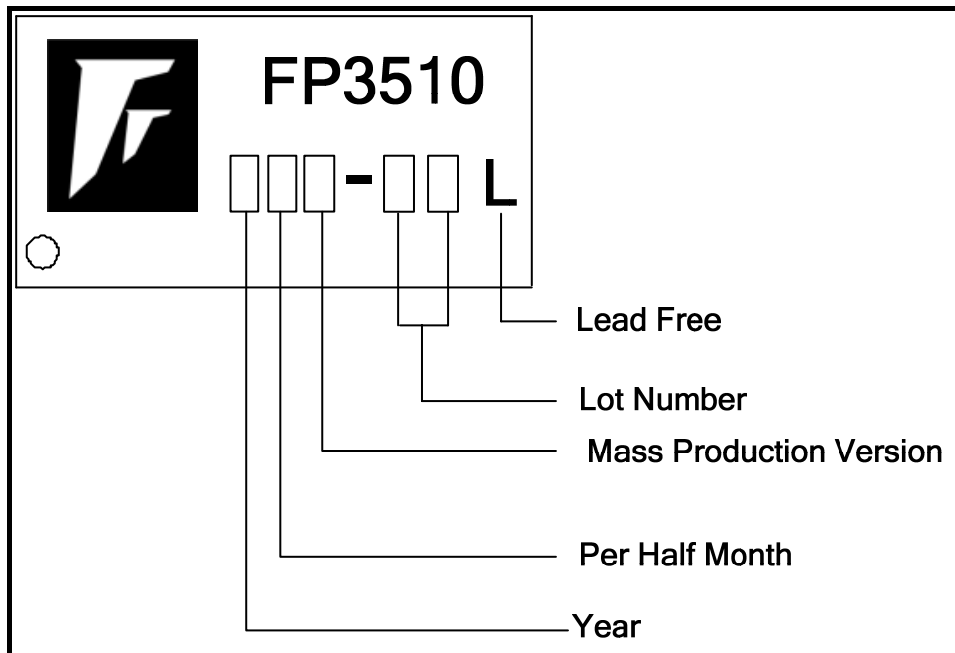 FP3510
- L
Lead Free
Lot Number
Mass Production Version
Per Half Month
Year